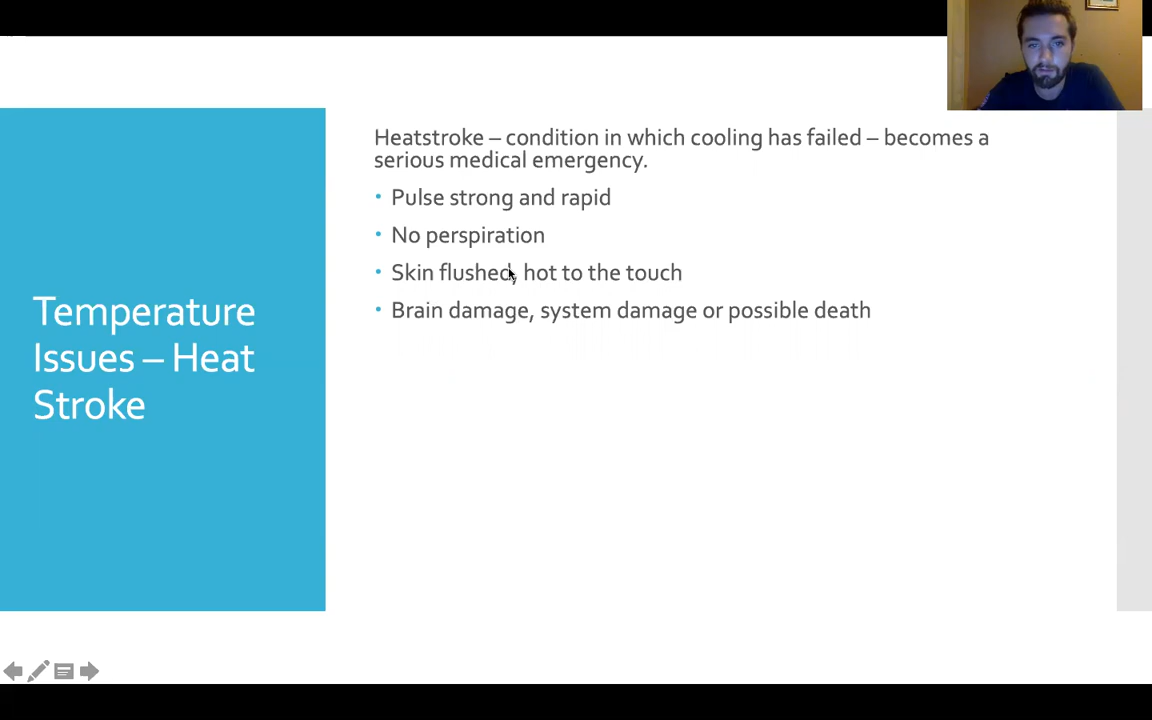 Heatstroke – condition in which cooling has failed – becomes a
serious medical emergency.
• Pulse strong and rapid
• No perspiration
• Skin flushed, hot to the touch
• Brain damage, system damage or possible death
Temperature
Issues – Heat
Stroke